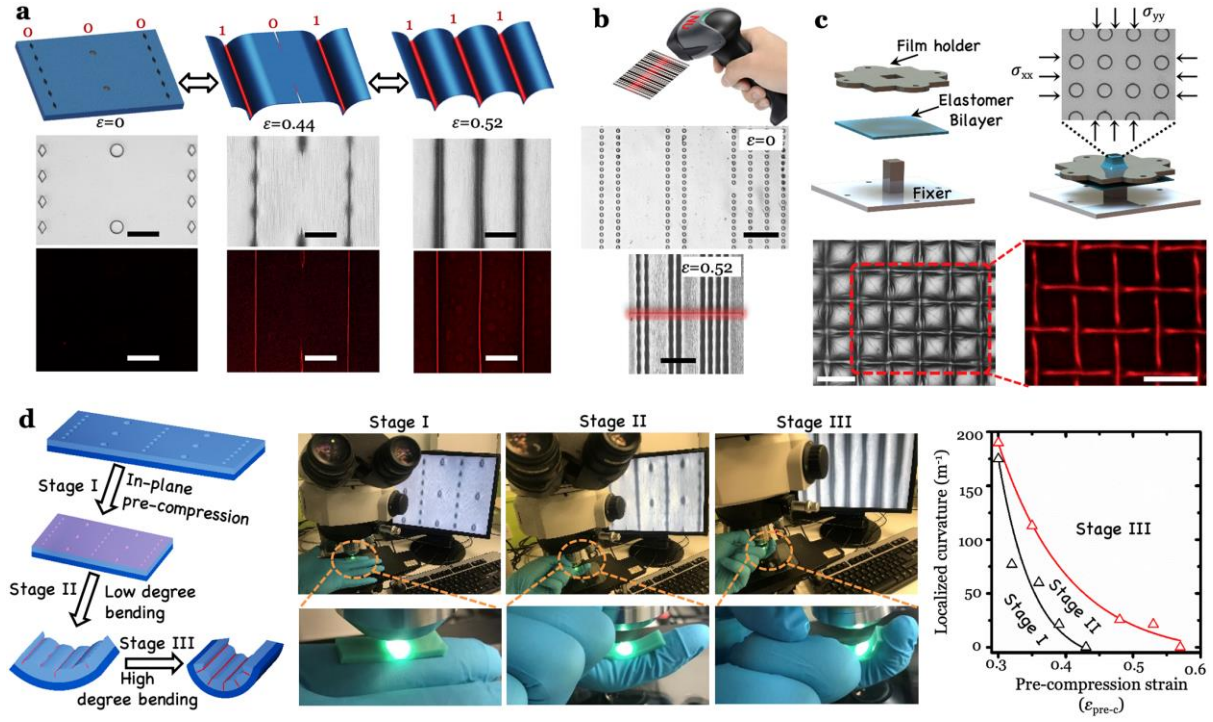 a
0 0 0
1 0 1
1 1 1
ε=0
ε=0.44
ε=0.52
b
ε=0
ε=0.52
c
Film holder
Elastomer
Bilayer
Fixer
σyy
σxx
d
Stage I
In-plane
pre-compression
Stage II
Low degree
bending
Stage III
High
degree bending
Stage I
Stage II
Stage III
200
150
100
50
0
Localized curvature (m⁻¹)
Stage I
Stage II
Stage III
0.3 0.4 0.5 0.6
Pre-compression strain
(εpre-c)